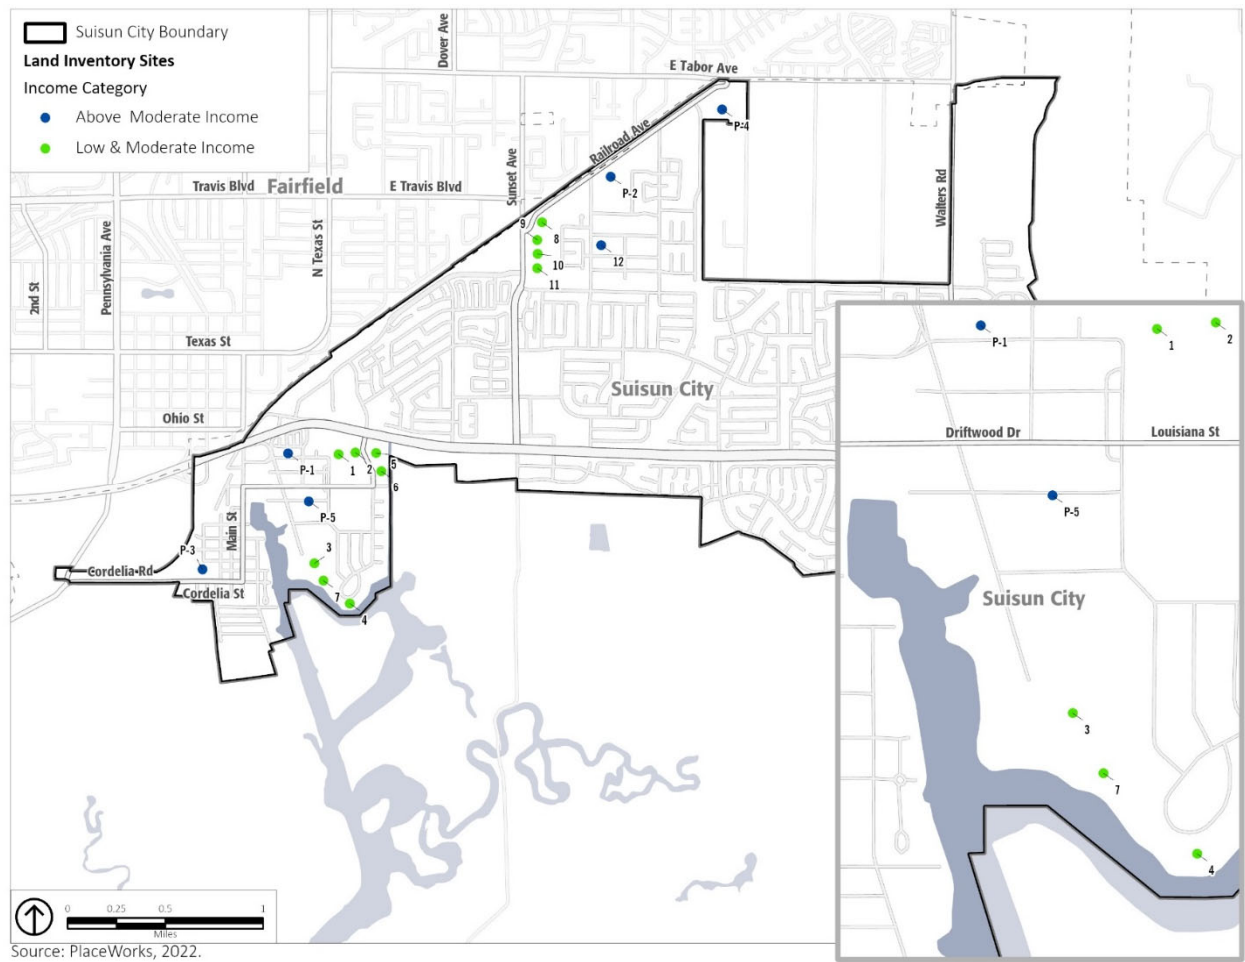 Suisun City Boundary
Land Inventory Sites
Income Category
Above Moderate Income
Low & Moderate Income
Dover Ave
E Tabor Ave
P-4
Railroad Ave
Sunset Ave
P-2
Travis Blvd
Fairfield
E Travis Blvd
Walters Rd
9
8
12
10
11
N Texas St
Pennsylvania Ave
2nd St
Texas St
Suisun City
Ohio St
P-1
1
2
5
6
P-5
Main St
P-3
3
Cordelia Rd
Cordelia St
7
4
P-1
1
2
Driftwood Dr
Louisiana St
P-5
Suisun City
3
7
4
0
0.25
0.5
1
Miles
Source: PlaceWorks, 2022.